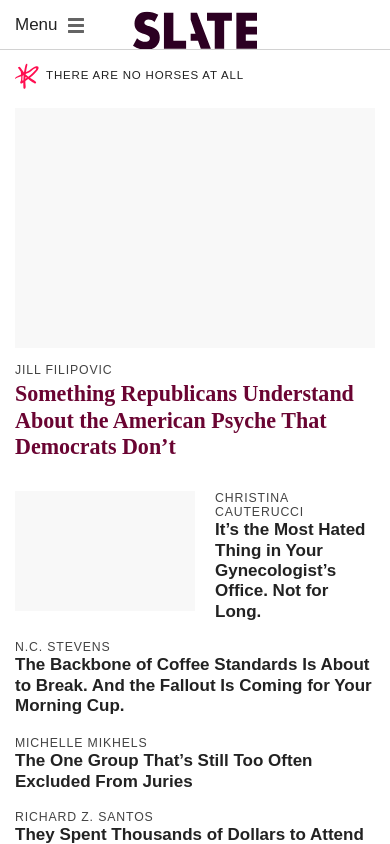 Menu
SLATE
THERE ARE NO HORSES AT ALL
JILL FILIPOVIC
Something Republicans Understand
About the American Psyche That
Democrats Don’t
CHRISTINA
CAUTERUCCI
It’s the Most Hated
Thing in Your
Gynecologist’s
Office. Not for
Long.
N.C. STEVENS
The Backbone of Coffee Standards Is About
to Break. And the Fallout Is Coming for Your
Morning Cup.
MICHELLE MIKHELS
The One Group That’s Still Too Often
Excluded From Juries
RICHARD Z. SANTOS
They Spent Thousands of Dollars to Attend